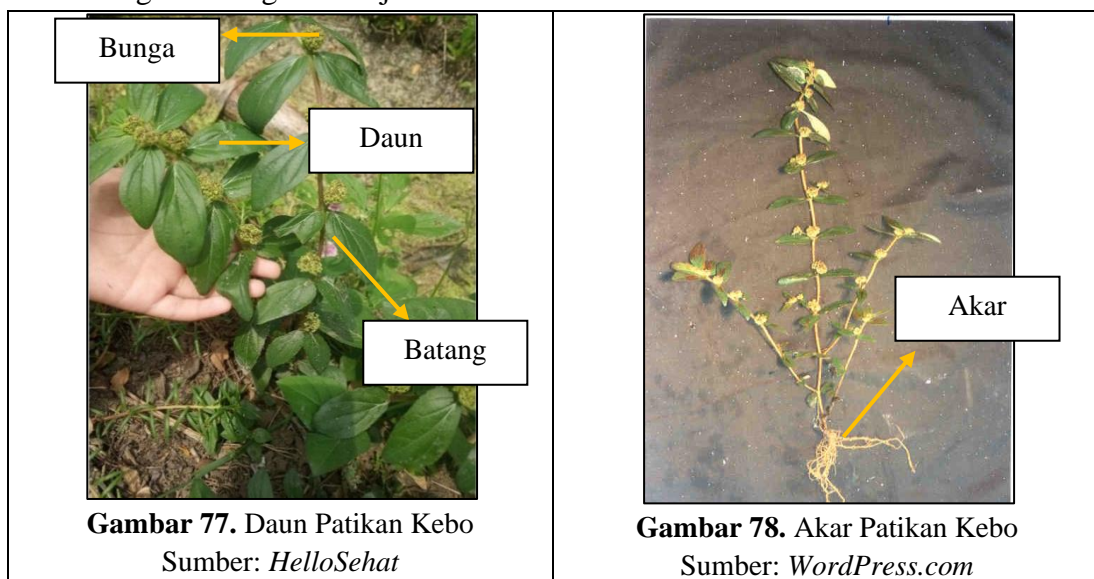 Bunga
Daun
Batang
Gambar 77. Daun Patikan Kebo
Sumber: HelloSehat
Akar
Gambar 78. Akar Patikan Kebo
Sumber: WordPress.com